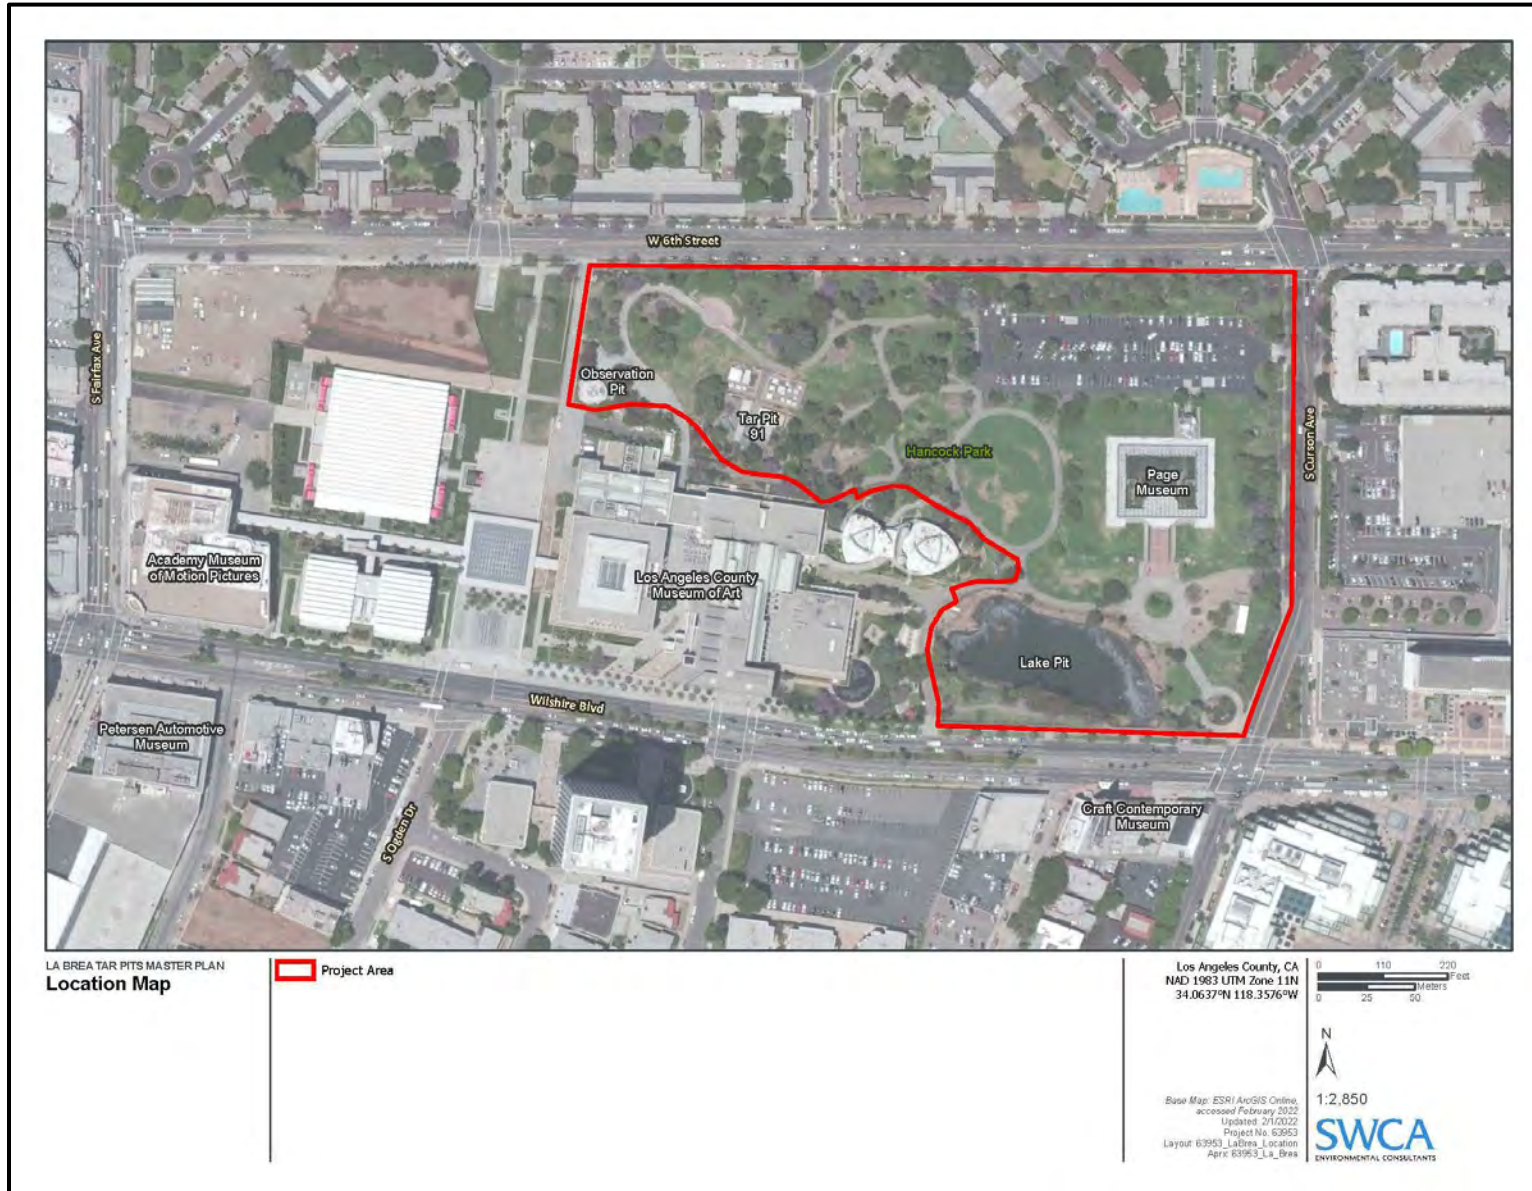 W 6th Street
S Fairfax Ave
Observation
Pit
Tar Pit
91
Hancock Park
Page
Museum
S Curson Ave
Academy Museum
of Motion Pictures
Los Angeles County
Museum of Art
Lake Pit
Wilshire Blvd
Petersen Automotive
Museum
S Ogden Dr
Craft Contemporary
Museum
LA BREA TAR PITS MASTER PLAN
Location Map
Project Area
Los Angeles County, CA
NAD 1983 UTM Zone 11N
34.0637°N 118.3576°W
0 110 220
Feet
Meters
0 25 50
N
1:2,850
Base Map: ESRI ArcGIS Online,
accessed February 2022
Updated: 2/1/2022
Project No. 63953
Layout: 63953_LaBrea_Location
Aprx: 63953_La_Brea
SWCA
ENVIRONMENTAL CONSULTANTS